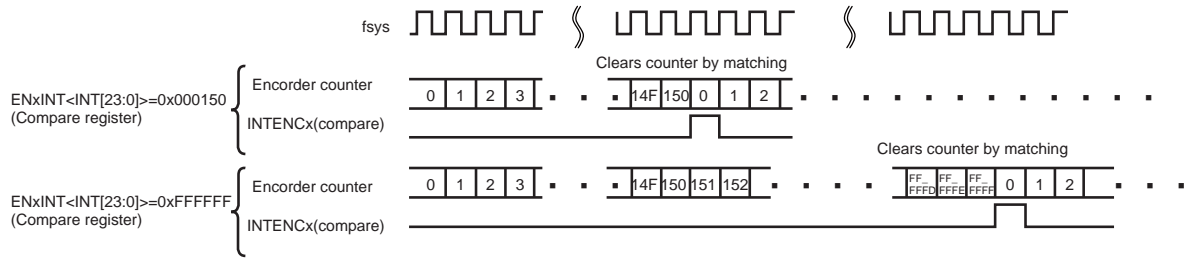 fsys
Clears counter by matching
ENxINT<INT[23:0]>=0x000150
(Compare register)
Encorder counter
0 1 2 3 14F 150 0 1 2
INTENCx(compare)
Clears counter by matching
ENxINT<INT[23:0]>=0xFFFFFF
(Compare register)
Encorder counter
0 1 2 3 14F 150 151 152 FF_ FFFD FF_ FFFE FF_ FFFF 0 1 2
INTENCx(compare)